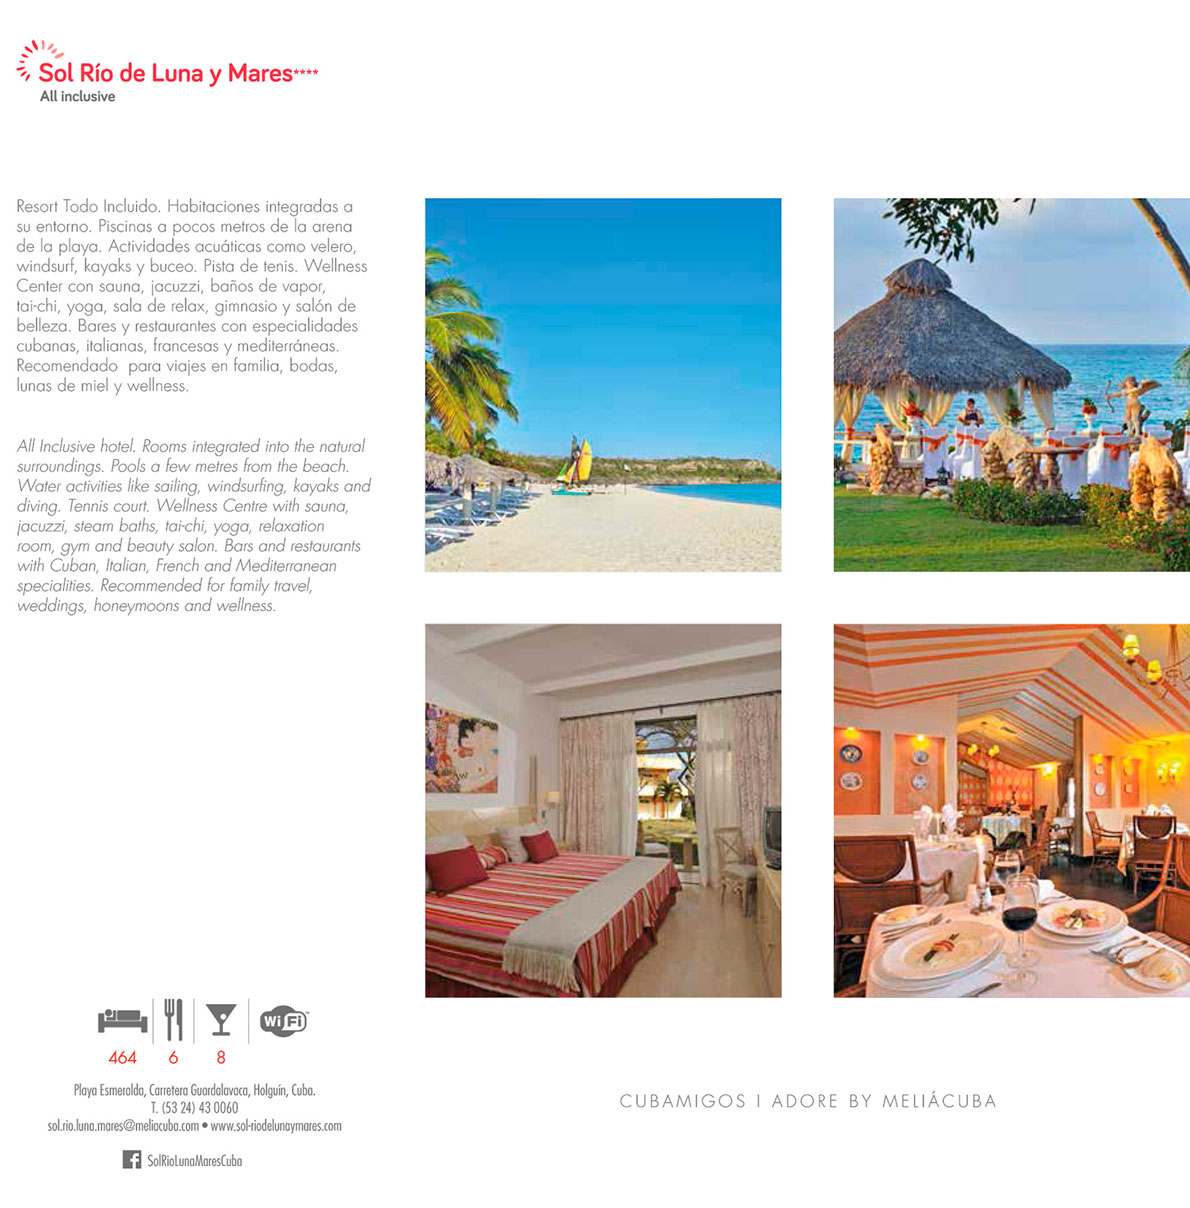 Sol Río de Luna y Mares****
All inclusive
Resort Todo Incluido. Habitaciones integradas a
su entorno. Piscinas a pocos metros de la arena
de la playa. Actividades acuáticas como velero,
windsurf, kayaks y buceo. Pista de tenis. Wellness
Center con sauna, jacuzzi, baños de vapor,
tai-chi, yoga, sala de relax, gimnasio y salón de
belleza. Bares y restaurantes con especialidades
cubanas, italianas, francesas y mediterráneas.
Recomendado  para viajes en familia, bodas,
lunas de miel y wellness.
All Inclusive hotel. Rooms integrated into the natural
surroundings. Pools a few metres from the beach.
Water activities like sailing, windsurfing, kayaks and
diving. Tennis court. Wellness Centre with sauna,
jacuzzi, steam baths, tai-chi, yoga, relaxation
room, gym and beauty salon. Bars and restaurants
with Cuban, Italian, French and Mediterranean
specialities. Recommended for family travel,
weddings, honeymoons and wellness.
Wi Fi
464 6 8
Playa Esmeralda, Carretera Guardalavaca, Holguín, Cuba.
T. (53 24) 43 0060
sol.rio.luna.mares@meliacuba.com • www.sol-riodelunaymares.com
SolRioLunaMaresCuba
CUBAMIGOS I ADORE BY MELIÁCUBA